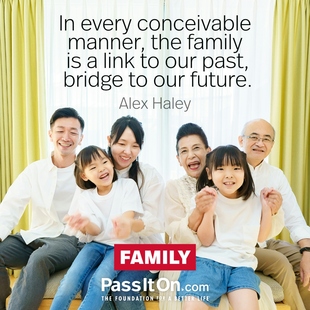 In every conceivable
manner, the family
is a link to our past,
bridge to our future.
Alex Haley
FAMILY
PassItOn.com
THE FOUNDATION FOR A BETTER LIFE